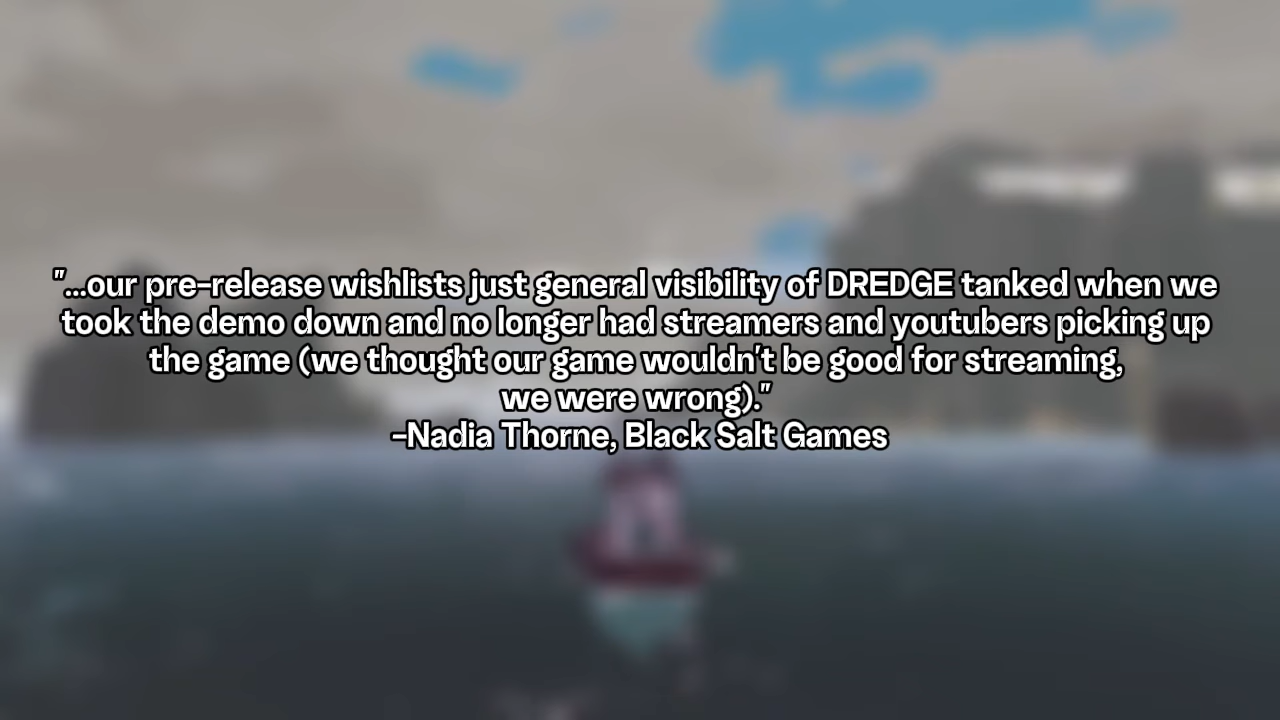 "...our pre-release wishlists just general visibility of DREDGE tanked when we
took the demo down and no longer had streamers and youtubers picking up
the game (we thought our game wouldn't be good for streaming,
we were wrong)."
-Nadia Thorne, Black Salt Games